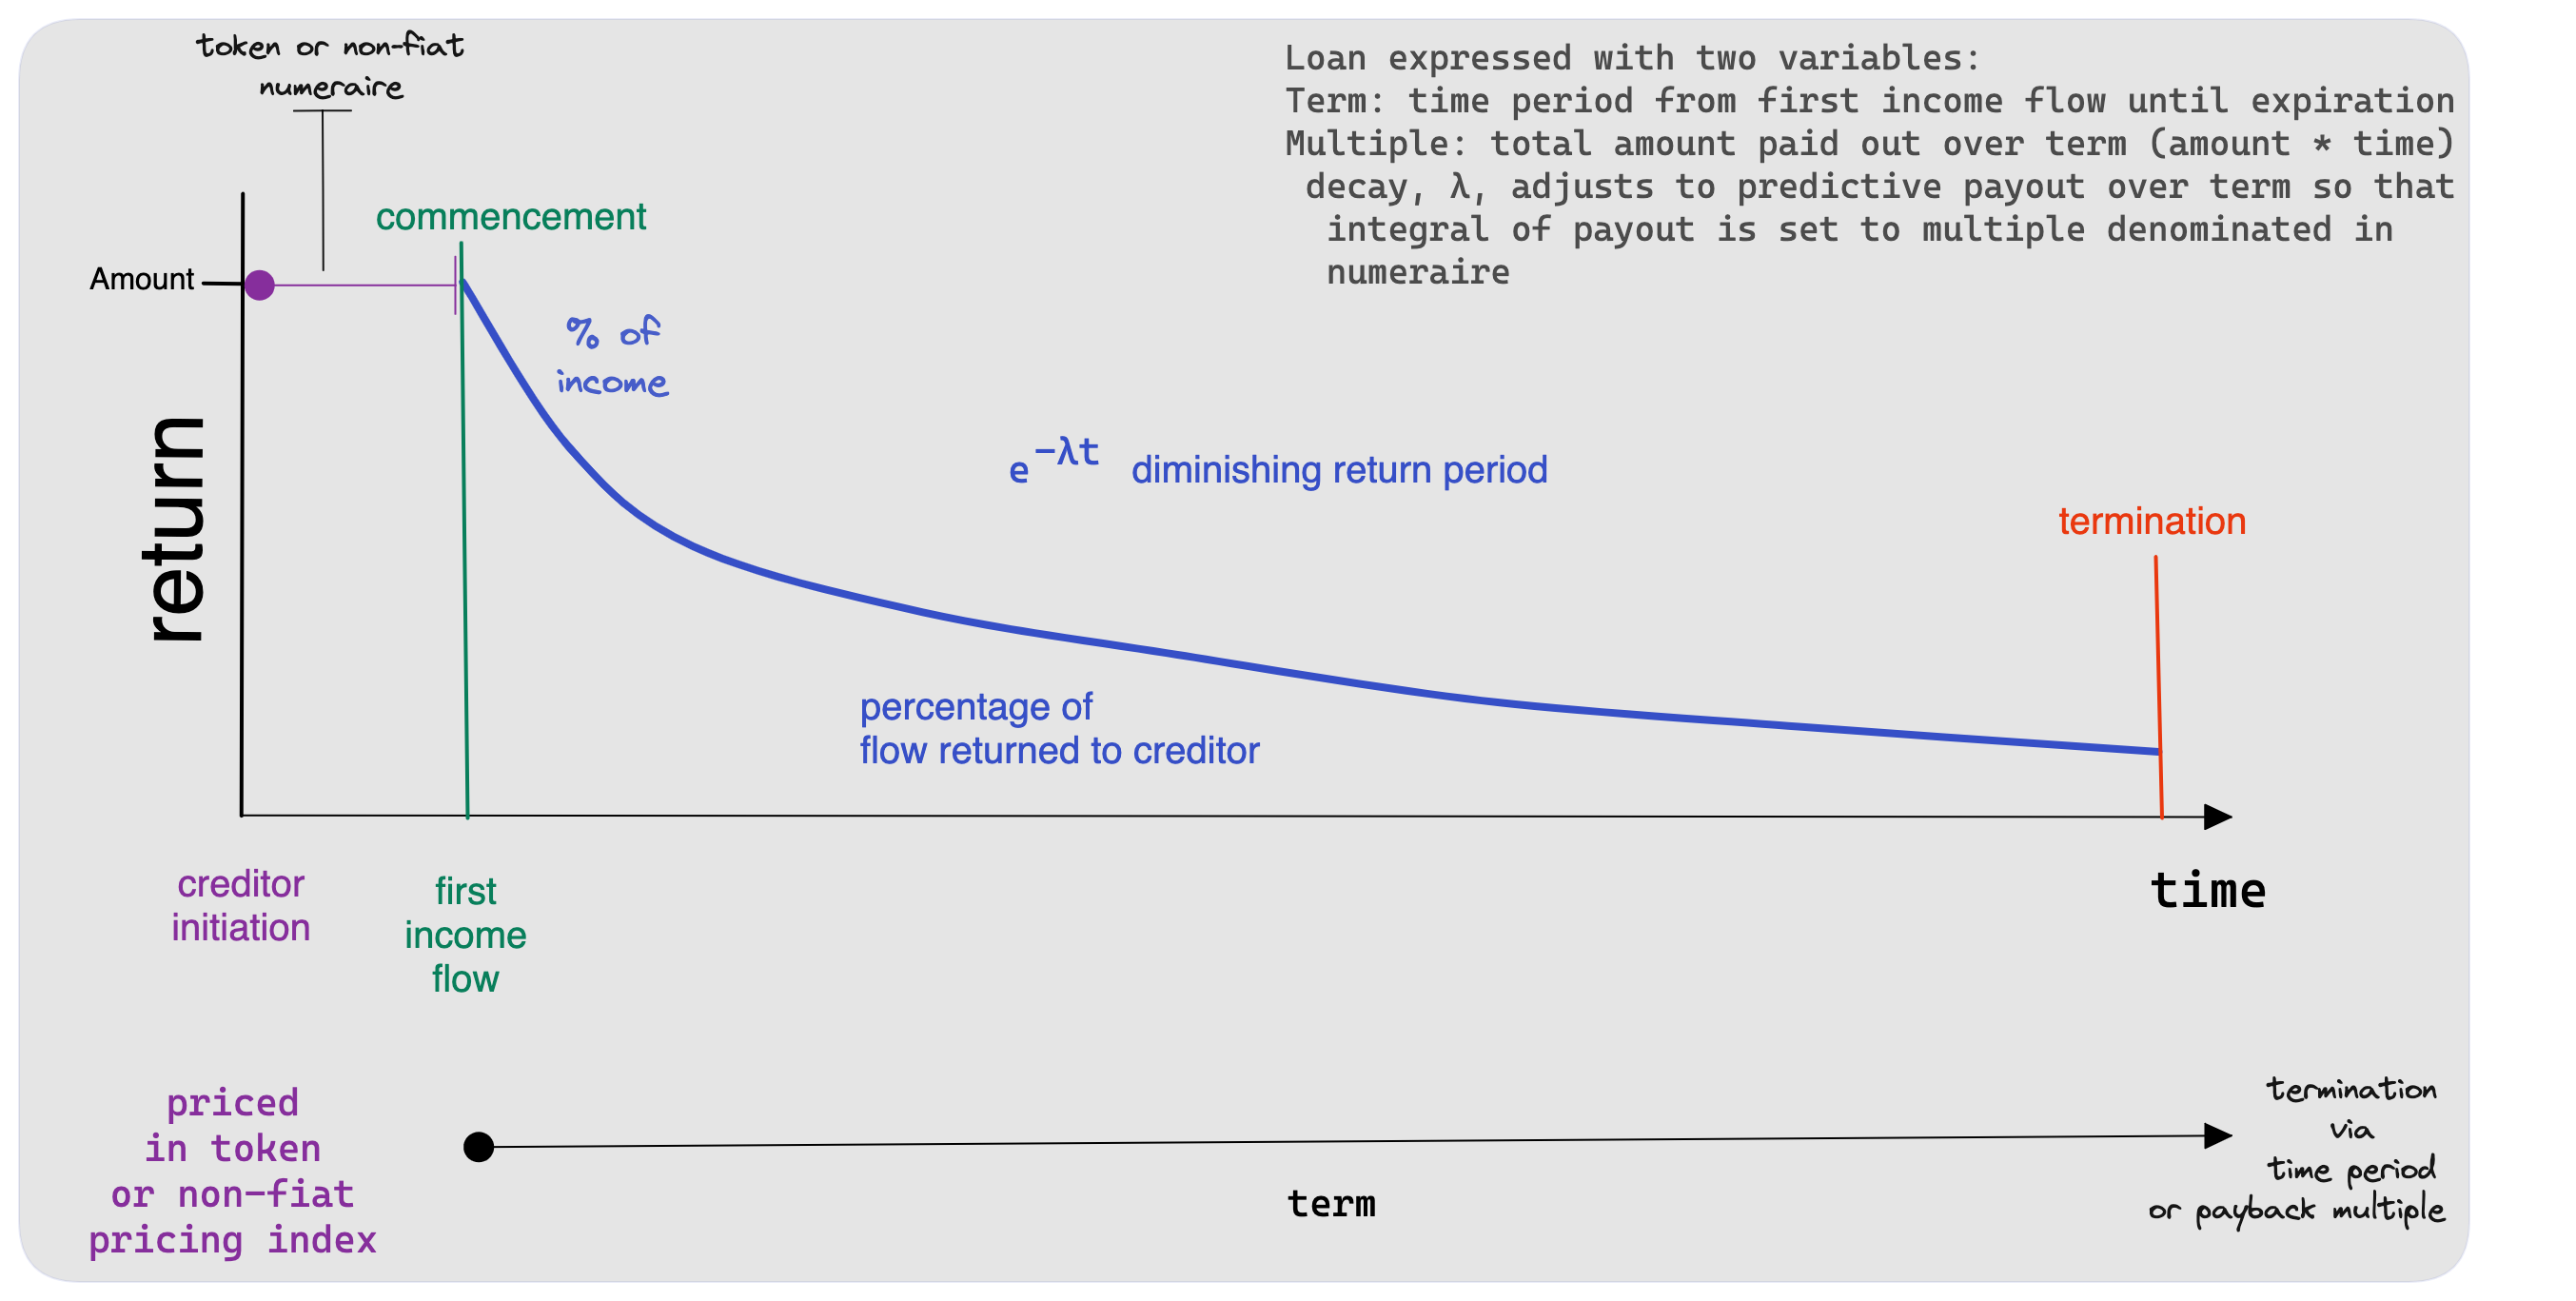 token or non-fiat
numeraire
Loan expressed with two variables:
Term: time period from first income flow until expiration
Multiple: total amount paid out over term (amount * time)
decay, λ, adjusts to predictive payout over term so that
integral of payout is set to multiple denominated in
numeraire
commencement
Amount
% of
income
return
e^-λt diminishing return period
termination
percentage of
flow returned to creditor
time
creditor
initiation
first
income
flow
priced
in token
or non-fiat
pricing index
term
termination
via
time period
or payback multiple